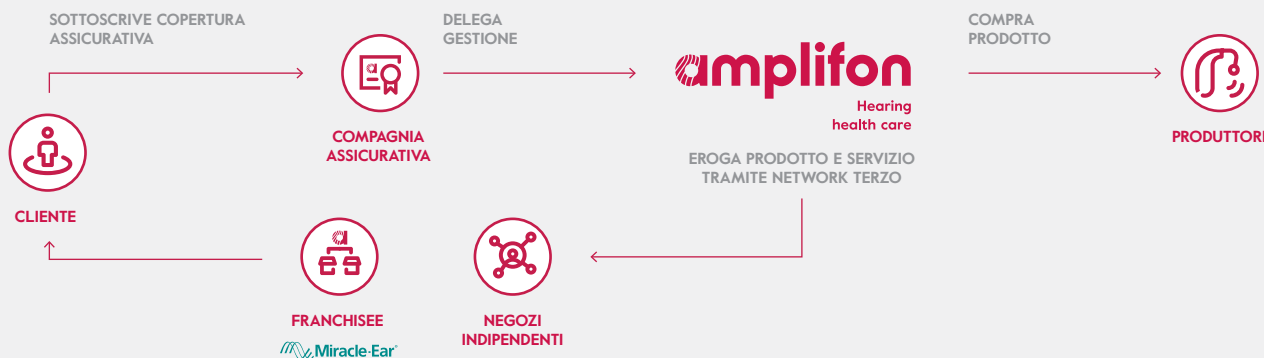 SOTTOSCRIVE COPERTURA
ASSICURATIVA
DELEGA
GESTIONE
COMPRA
PRODOTTO
amplifon
Hearing
health care
COMPAGNIA
ASSICURATIVA
PRODUTTORI
EROGA PRODOTTO E SERVIZIO
TRAMITE NETWORK TERZO
CLIENTE
FRANCHISEE
NEGOZI
INDIPENDENTI
Miracle-Ear®